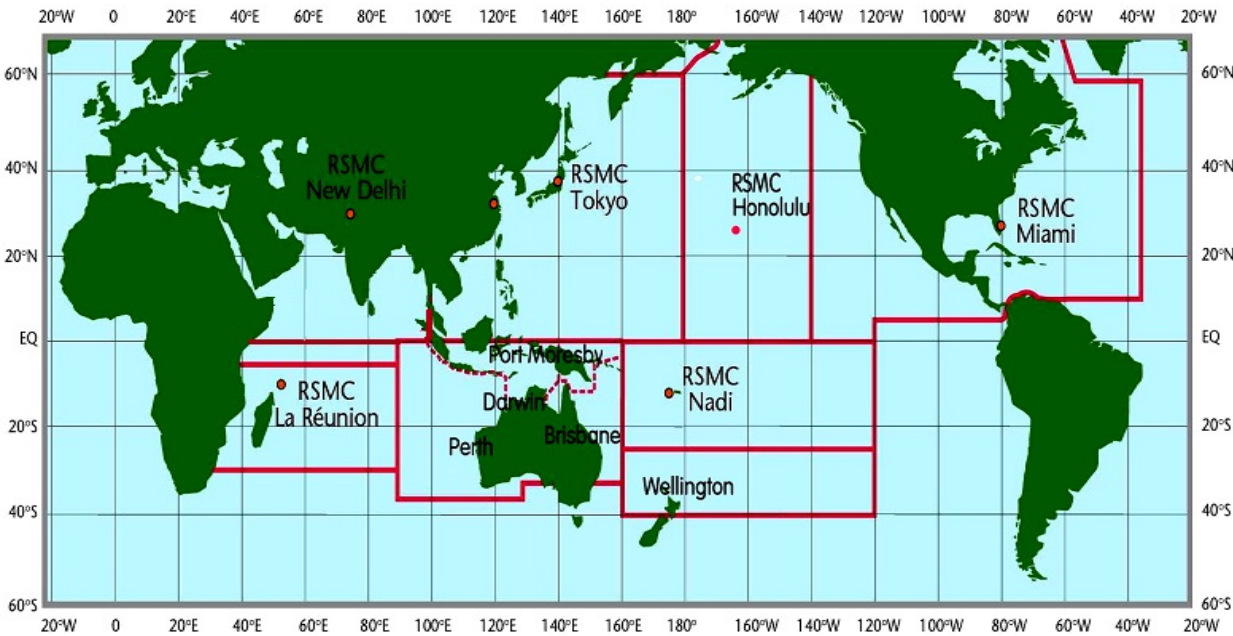 20°W 0 20°E 40°E 60°E 80°E 100°E 120°E 140°E 160°E 180° 160°W 140°W 120°W 100°W 80°W 60°W 40°W 20°W
60°N 60°N
40°N 40°N
RSMC
New Delhi
RSMC
Tokyo
RSMC
Honolulu
RSMC
Miami
20°N 20°N
EQ EQ
Port Moresby
RSMC
La Réunion
Darwin
RSMC
Nadi
20°S 20°S
Perth
Brisbane
Wellington
40°S 40°S
60°S 60°S
20°W 0 20°E 40°E 60°E 80°E 100°E 120°E 140°E 160°E 180° 160°W 140°W 120°W 100°W 80°W 60°W 40°W 20°W